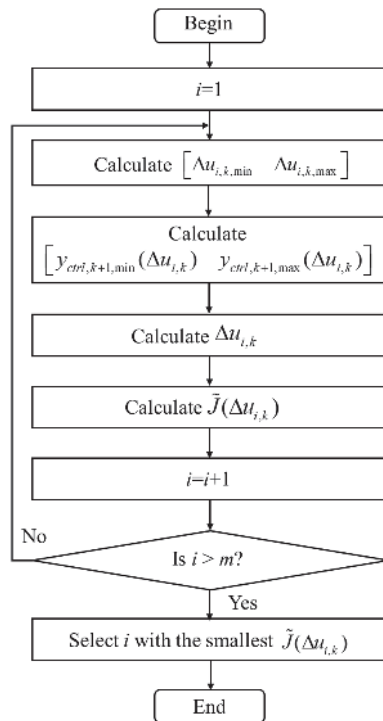 Begin
i=1
Calculate [Δu_{i,k,min} Δu_{i,k,max}]
Calculate
[y_{ctrl,k+1,min}(Δu_{i,k}) y_{ctrl,k+1,max}(Δu_{i,k})]
Calculate Δu_{i,k}
Calculate J̃(Δu_{i,k})
i=i+1
No
Is i > m?
Yes
Select i with the smallest J̃(Δu_{i,k})
End